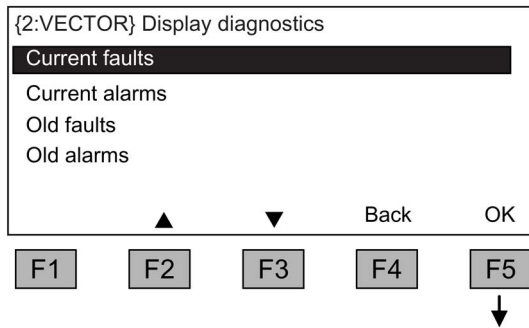 {2:VECTOR} Display diagnostics
Current faults
Current alarms
Old faults
Old alarms
▲ ▼ Back OK
F1 F2 F3 F4 F5